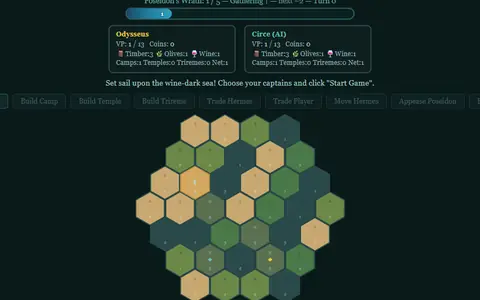 Poseidon's Wrath: 1 / 5 — Gathering
Turn 0
1
Odysseus
VP: 1 / 13 Coins: 0
Timber:3 Olives:1 Wine:1
Camps:1 Temples:0 Triremes:0 Net:1
Circe (AI)
VP: 1 / 13 Coins: 0
Timber:3 Olives:1 Wine:1
Camps:1 Temples:0 Triremes:0 Net:1
Set sail upon the wine-dark sea! Choose your captains and click "Start Game".
Build Camp
Build Temple
Build Trireme
Trade Hermes
Trade Player
Move Hermes
Appease Poseidon